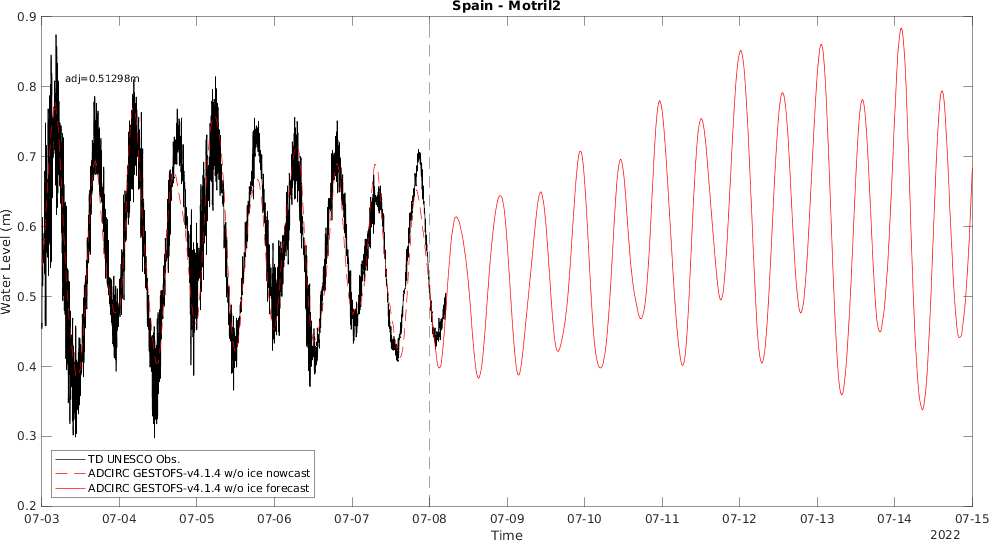 Spain - Motril2
0.9
0.8
0.7
0.6
0.5
0.4
0.3
0.2
Water Level (m)
adj=0.51298m
TD UNESCO Obs.
ADCIRC GESTOFS-v4.1.4 w/o ice nowcast
ADCIRC GESTOFS-v4.1.4 w/o ice forecast
07-03 07-04 07-05 07-06 07-07 07-08 07-09 07-10 07-11 07-12 07-13 07-14 07-15
Time
2022